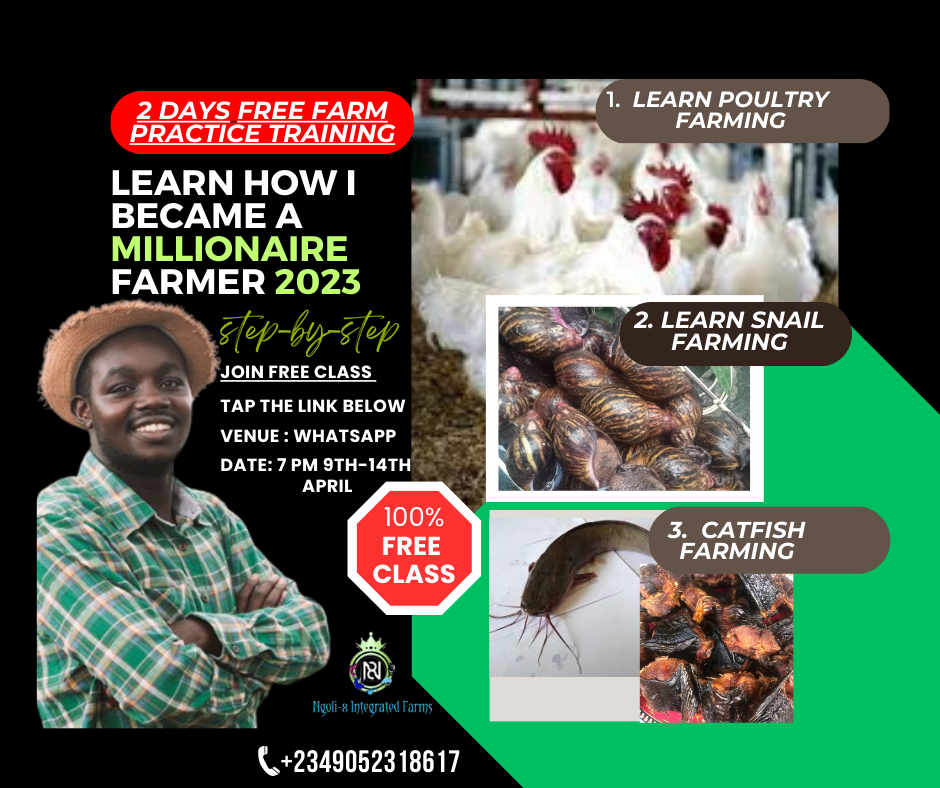 2 DAYS FREE FARM
PRACTICE TRAINING
LEARN HOW I
BECAME A
MILLIONAIRE
FARMER 2023
step-by-step
JOIN FREE CLASS
TAP THE LINK BELOW
VENUE : WHATSAPP
DATE: 7 PM 9TH-14TH
APRIL
100%
FREE
CLASS
1. LEARN POULTRY
FARMING
2. LEARN SNAIL
FARMING
3. CATFISH
FARMING
Ngoli-8 Integrated Farms
+2349052318617